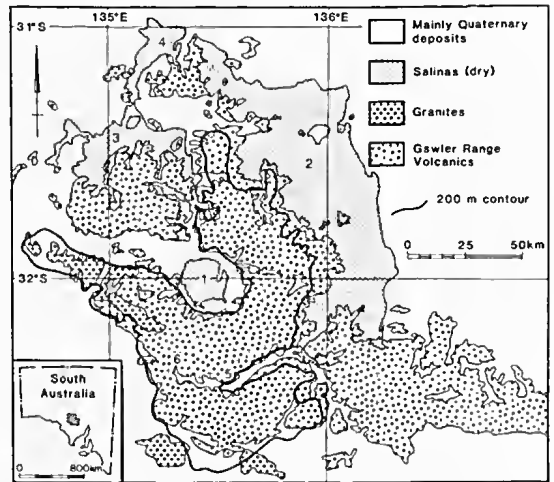 135°E
136°E
31°S
32°S
4
3
2
1
6
Mainly Quaternary
deposits
Salinas (dry)
Granites
Gawler Range
Volcanics
200 m contour
0 25 50km
South
Australia
0 800km